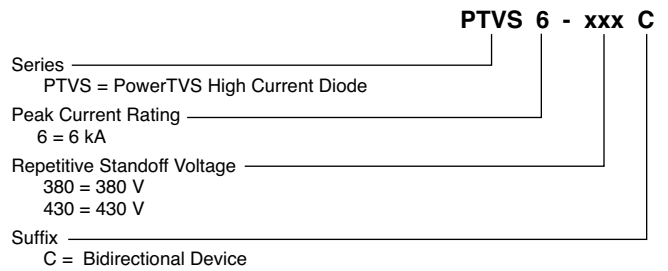 PTVS 6 - xxx C
Series
PTVS = PowerTVS High Current Diode
Peak Current Rating
6 = 6 kA
Repetitive Standoff Voltage
380 = 380 V
430 = 430 V
Suffix
C = Bidirectional Device